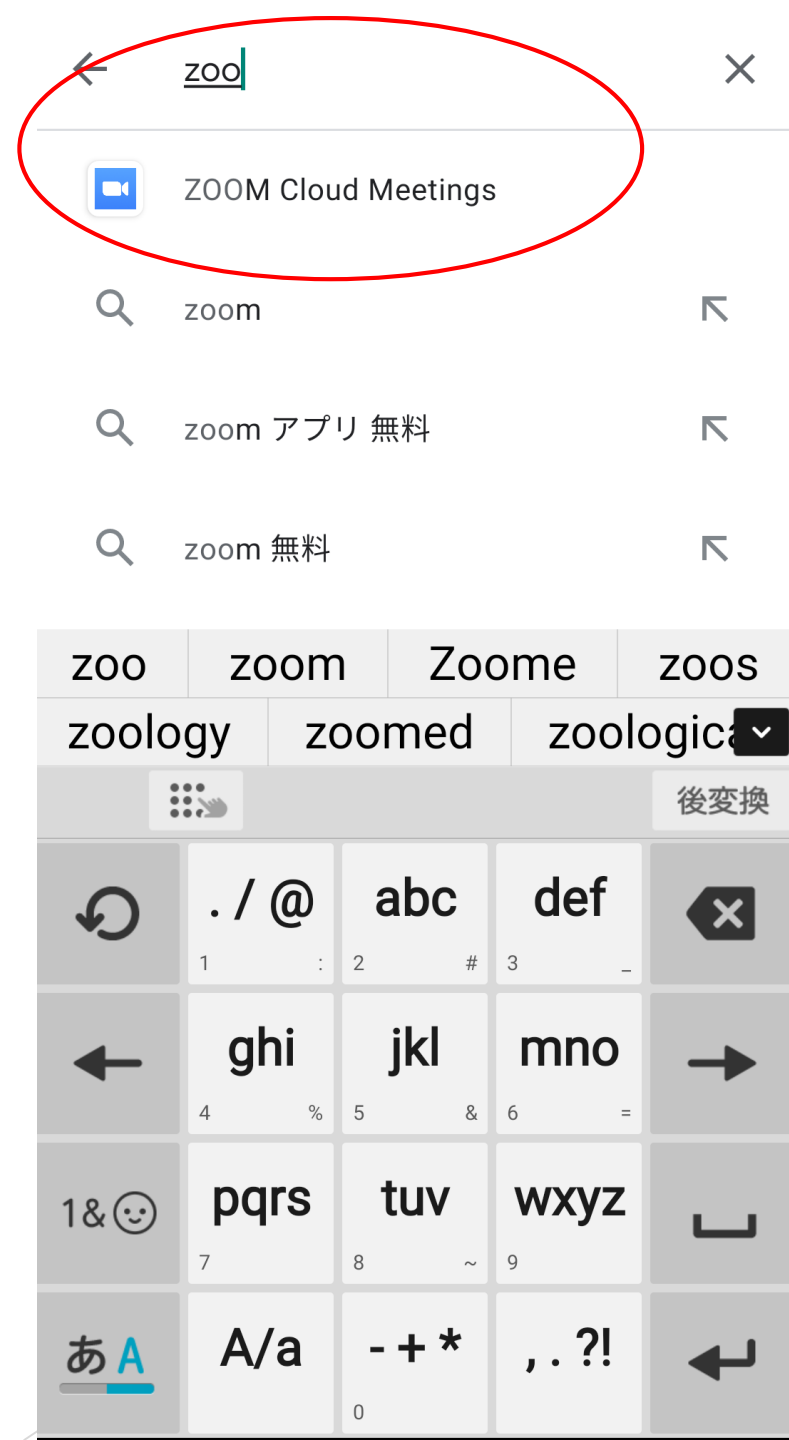 zoo
ZOOM Cloud Meetings
zoom
zoom アプリ 無料
zoom 無料
zoo zoom Zoome zoos
zoology zoomed zoologica
後変換
. / @ abc def
1 : 2 # 3 _
ghi jkl mno
4 % 5 & 6 =
1& pqrs tuv wxyz
7 8 ~ 9
あA A/a - + * , . ?!
0